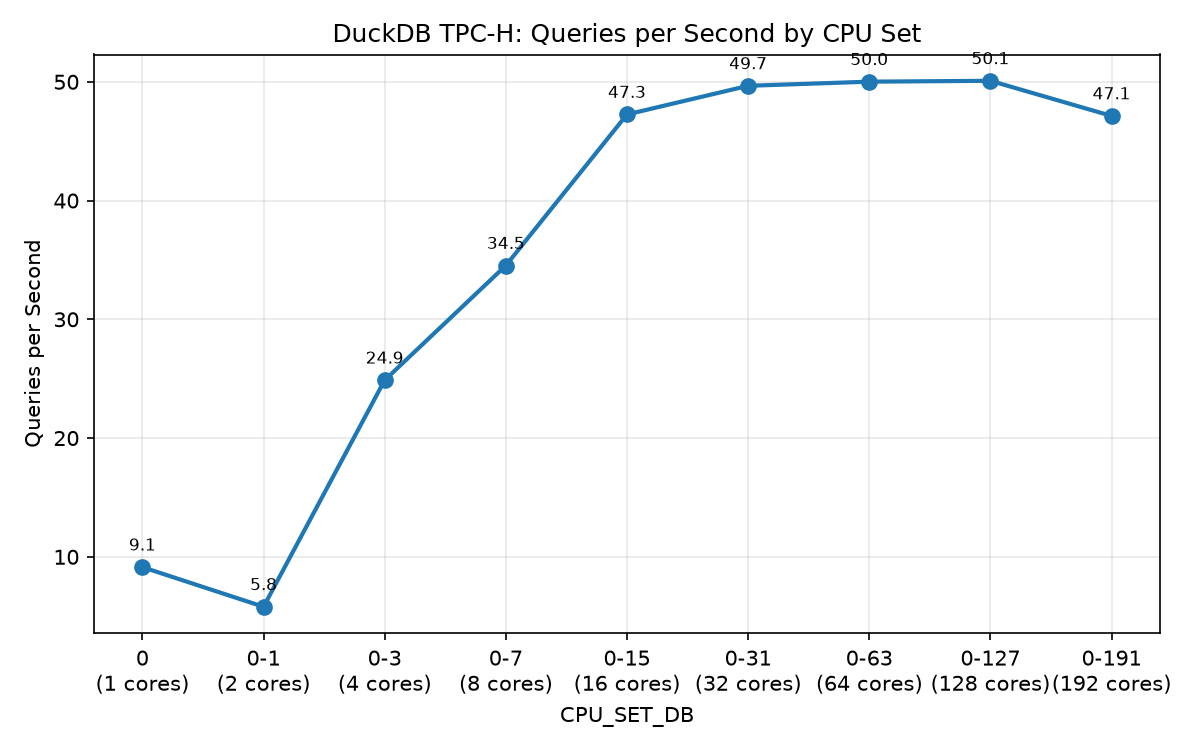 DuckDB TPC-H: Queries per Second by CPU Set
Queries per Second
50
40
30
20
10
9.1
5.8
24.9
34.5
47.3
49.7
50.0
50.1
47.1
0 0-1 0-3 0-7 0-15 0-31 0-63 0-127 0-191
(1 cores) (2 cores) (4 cores) (8 cores) (16 cores) (32 cores) (64 cores) (128 cores) (192 cores)
CPU_SET_DB